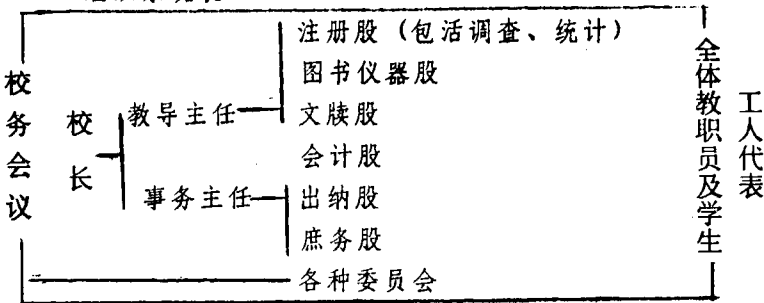 注册股（包活调查、统计）
图书仪器股
教导主任
文牍股
会计股
事务主任
出纳股
庶务股
各种委员会
校务会议
校长
全体教职员及学生
工人代表